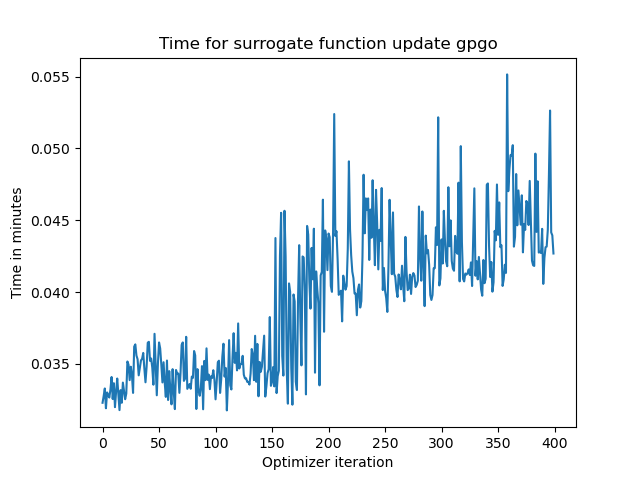 Time for surrogate function update gpgo
0.055
0.050
0.045
0.040
0.035
Time in minutes
0 50 100 150 200 250 300 350 400
Optimizer iteration